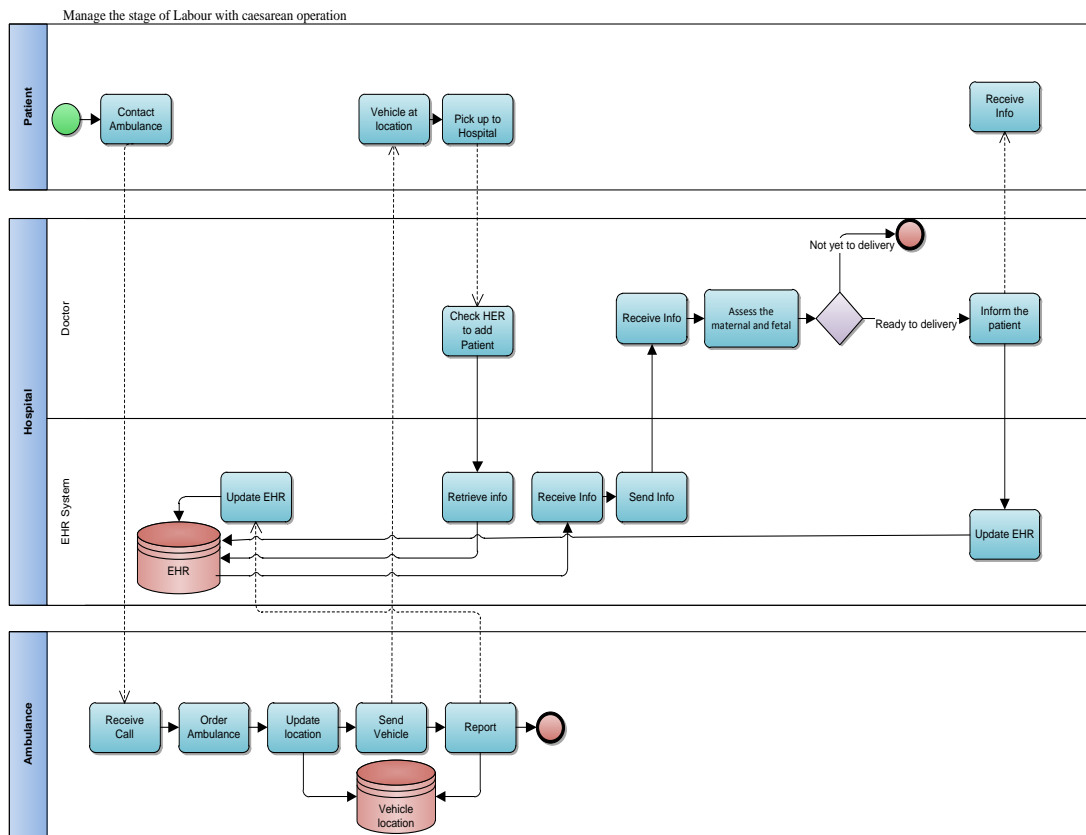 Manage the stage of Labour with caesarean operation
Patient
Contact
Ambulance
Vehicle at
location
Pick up to
Hospital
Receive
Info
Hospital
Doctor
Not yet to delivery
Check HER
to add
Patient
Receive Info
Assess the
maternal and fetal
Ready to delivery
Inform the
patient
EHR System
Update EHR
Retrieve info
Receive Info
Send Info
Update EHR
EHR
Ambulance
Receive
Call
Order
Ambulance
Update
location
Send
Vehicle
Report
Vehicle
location